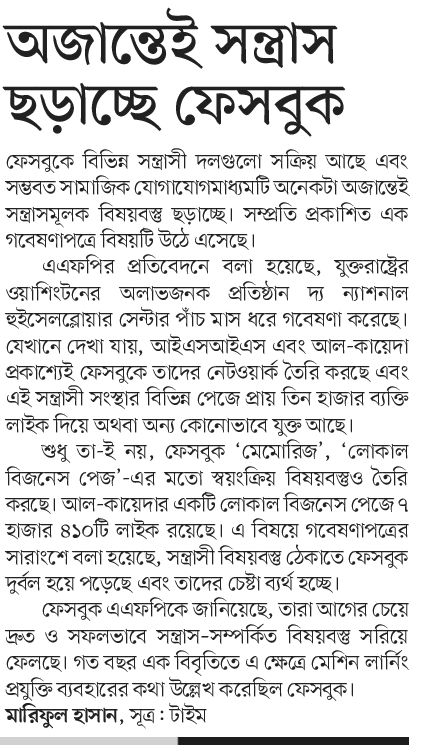 অজান্তেই সন্ত্রাস
ছড়াচ্ছে ফেসবুক
ফেসবুকে বিভিন্ন সন্ত্রাসী দলগুলো সক্রিয় আছে এবং
সম্ভবত সামাজিক যোগাযোগমাধ্যমটি অনেকটা অজান্তেই
সন্ত্রাসমূলক বিষয়বস্তু ছড়াচ্ছে। সম্প্রতি প্রকাশিত এক
গবেষণাপত্রে বিষয়টি উঠে এসেছে।
এএফপির প্রতিবেদনে বলা হয়েছে, যুক্তরাষ্ট্রের
ওয়াশিংটনের অলাভজনক প্রতিষ্ঠান দ্য ন্যাশনাল
হুইসেলব্লোয়ার সেন্টার পাঁচ মাস ধরে গবেষণা করেছে।
যেখানে দেখা যায়, আইএসআইএস এবং আল-কায়েদা
প্রকাশ্যেই ফেসবুকে তাদের নেটওয়ার্ক তৈরি করছে এবং
এই সন্ত্রাসী সংস্থার বিভিন্ন পেজে প্রায় তিন হাজার ব্যক্তি
লাইক দিয়ে অথবা অন্য কোনোভাবে যুক্ত আছে।
শুধু তা-ই নয়, ফেসবুক ‘মেমোরিজ’, ‘লোকাল
বিজনেস পেজ’-এর মতো স্বয়ংক্রিয় বিষয়বস্তুও তৈরি
করছে। আল-কায়েদার একটি লোকাল বিজনেস পেজে ৭
হাজার ৪১০টি লাইক রয়েছে। এ বিষয়ে গবেষণাপত্রের
সারাংশে বলা হয়েছে, সন্ত্রাসী বিষয়বস্তু ঠেকাতে ফেসবুক
দুর্বল হয়ে পড়েছে এবং তাদের চেষ্টা ব্যর্থ হচ্ছে।
ফেসবুক এএফপিকে জানিয়েছে, তারা আগের চেয়ে
দ্রুত ও সফলভাবে সন্ত্রাস-সম্পর্কিত বিষয়বস্তু সরিয়ে
ফেলছে। গত বছর এক বিবৃতিতে এ ক্ষেত্রে মেশিন লার্নিং
প্রযুক্তি ব্যবহারের কথা উল্লেখ করেছিল ফেসবুক।
মারিফুল হাসান, সূত্র : টাইম